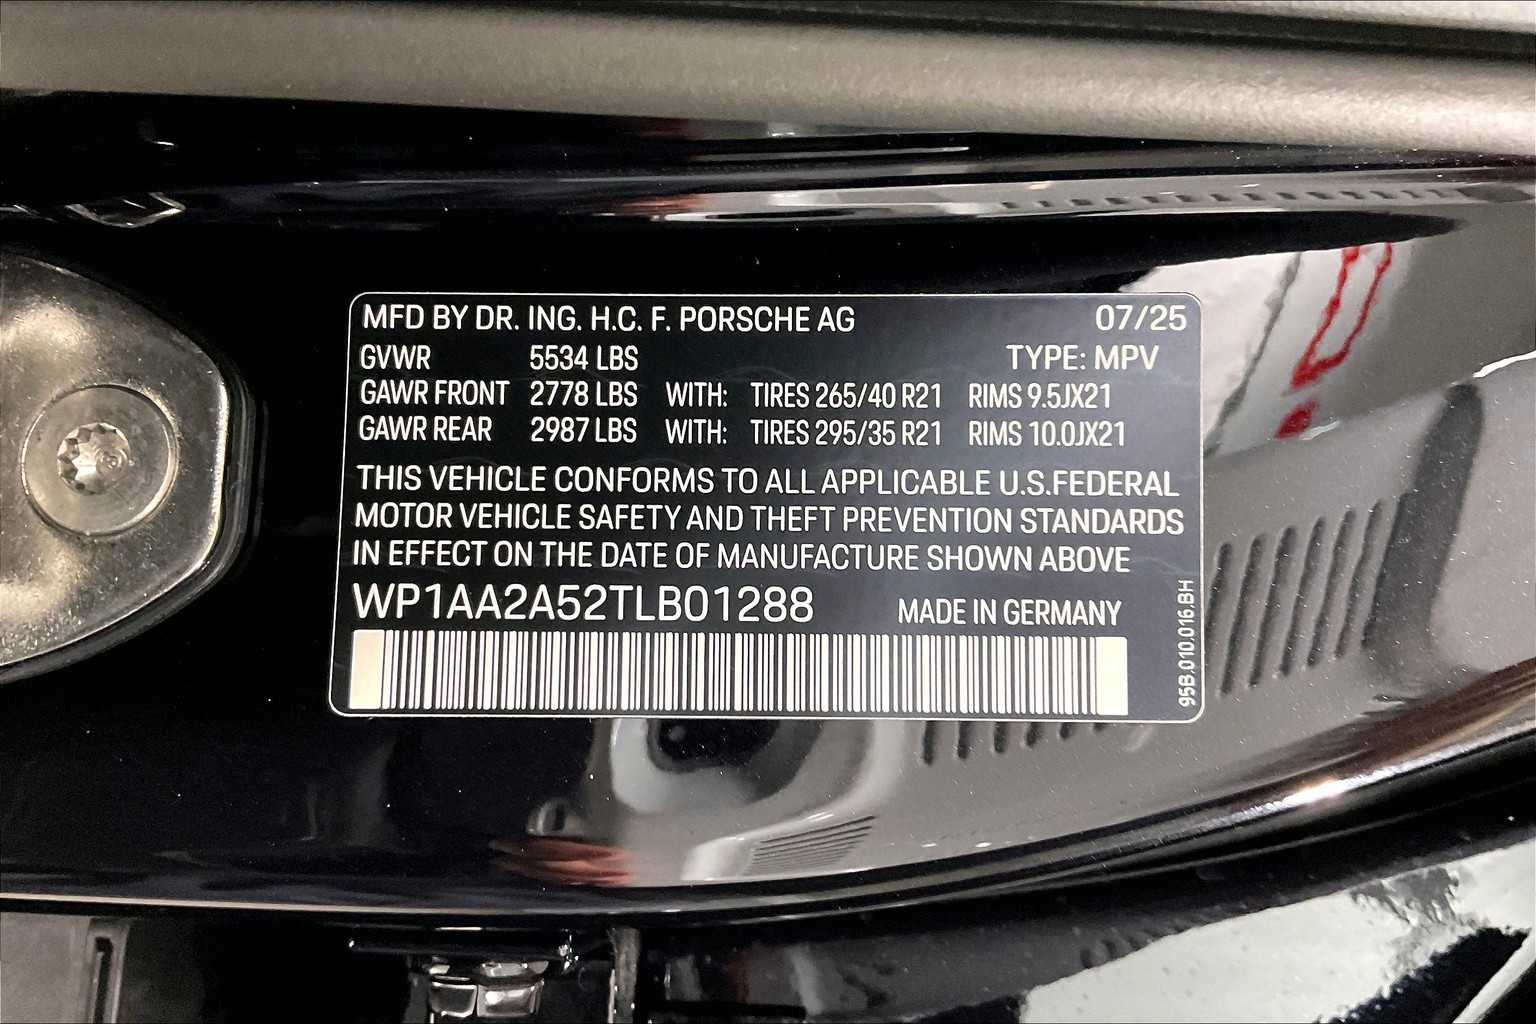 MFD BY DR. ING. H.C. F. PORSCHE AG 07/25
GVWR 5534 LBS TYPE: MPV
GAWR FRONT 2778 LBS WITH: TIRES 265/40 R21 RIMS 9.5JX21
GAWR REAR 2987 LBS WITH: TIRES 295/35 R21 RIMS 10.0JX21
THIS VEHICLE CONFORMS TO ALL APPLICABLE U.S.FEDERAL
MOTOR VEHICLE SAFETY AND THEFT PREVENTION STANDARDS
IN EFFECT ON THE DATE OF MANUFACTURE SHOWN ABOVE
WP1AA2A52TLB01288 MADE IN GERMANY
95B.010.016.BH